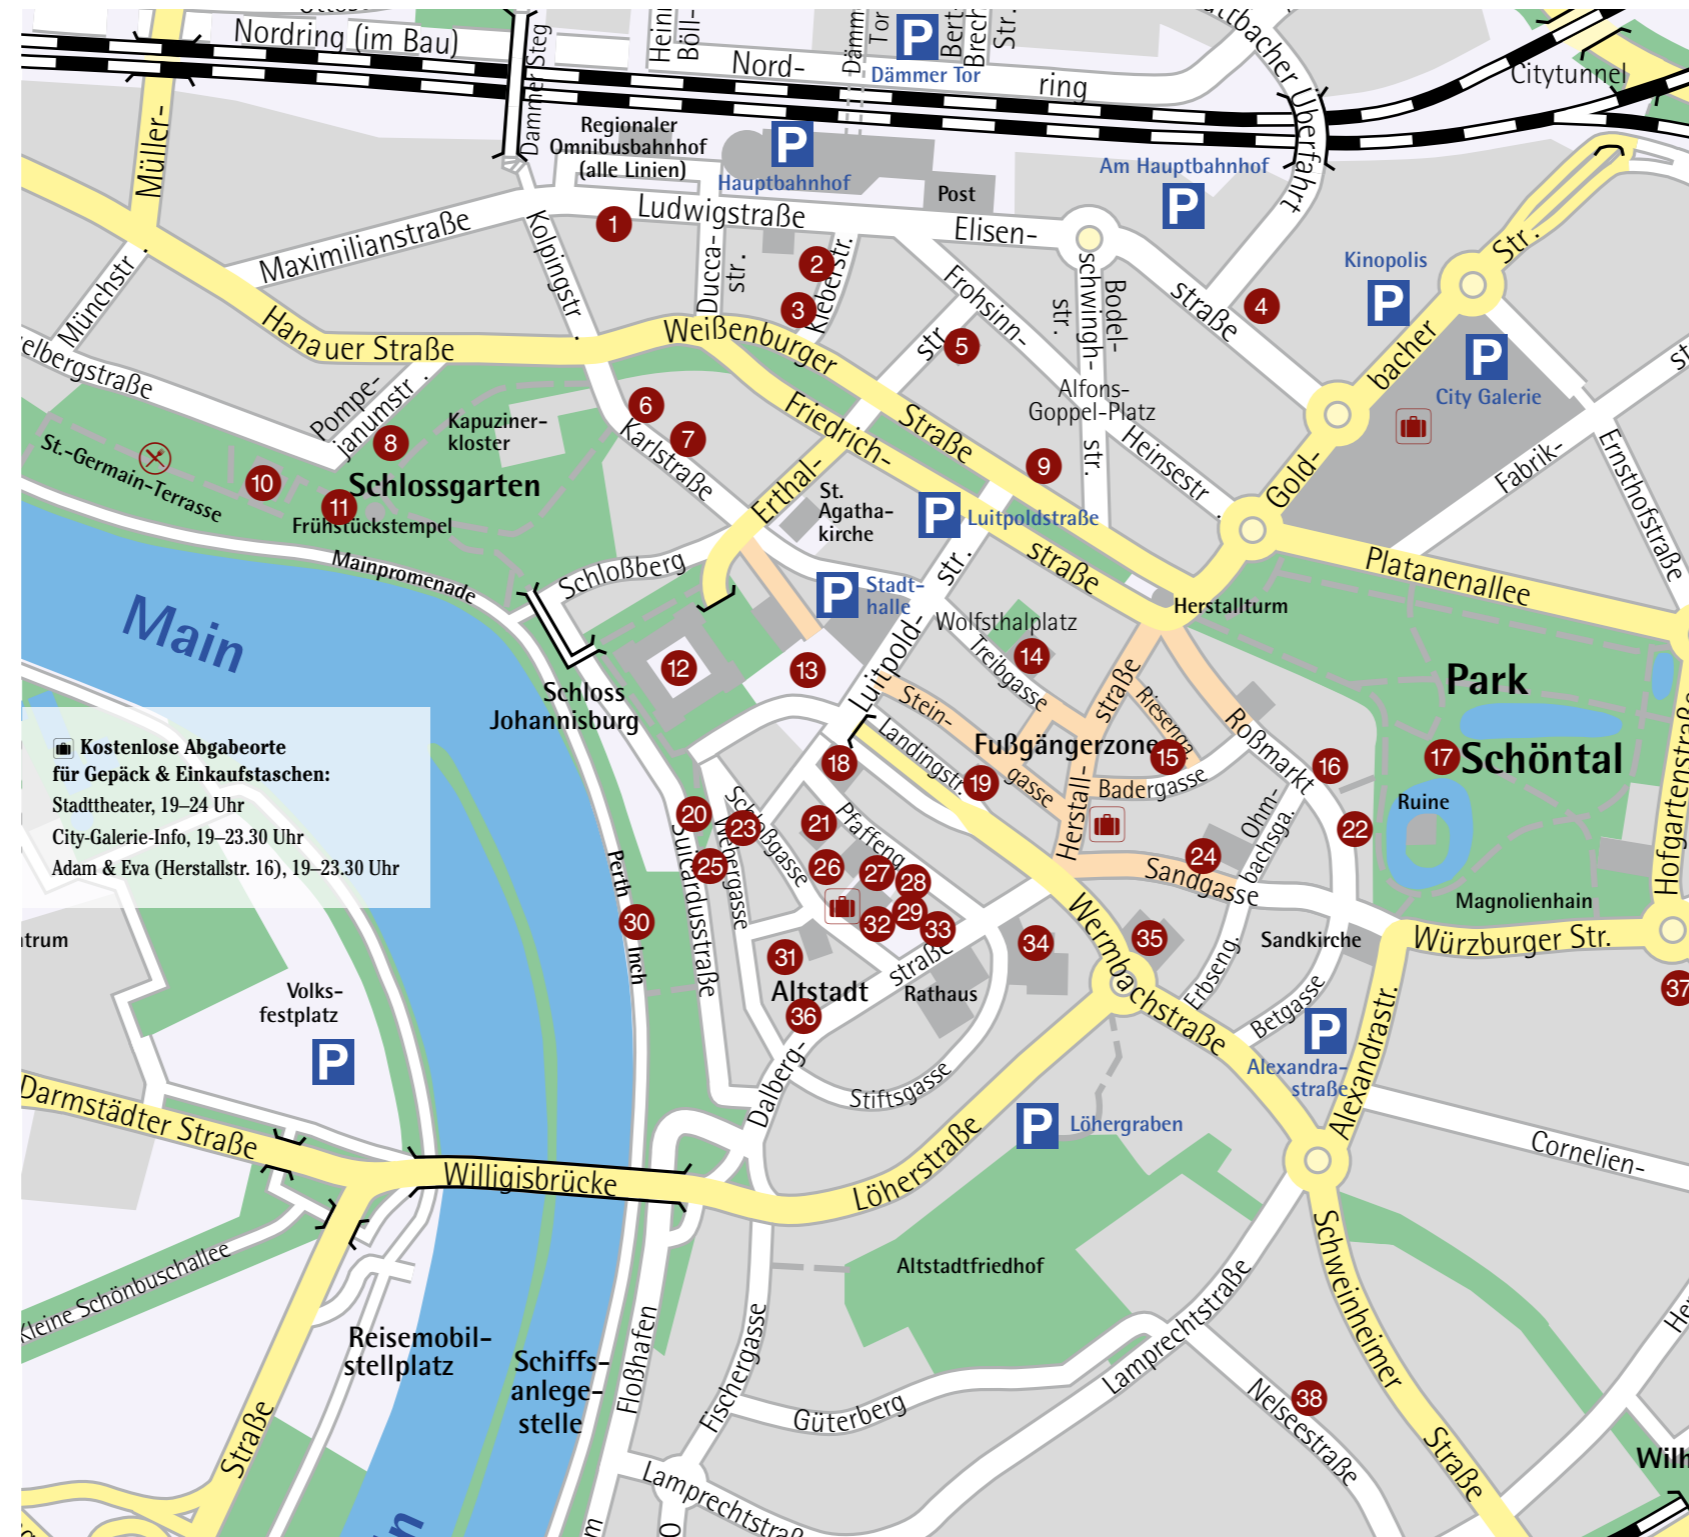 Nordring (im Bau)
Dämmer Steg
Nord-
ring
Dämmer Tor
Citytunnel
Müller-
Regionaler
Omnibusbahnhof
(alle Linien)
Hauptbahnhof
Post
Am Hauptbahnhof
Überfahrt
Ludwigstraße
Elisen-
straße
Maximilianstraße
Kolpingstr.
Ducca-
str.
Kleberstr.
Frohsinn-
str.
Bodel-
schwingh-
str.
Kinopolis
Str.
bacher
Gold-
City Galerie
Münchstr.
Hanauer Straße
Weißenburger
Straße
Friedrich-
straße
Alfons-
Goppel-Platz
str.
Heinsestr.
Fabrik-
Ernsthofstraße
Pompe-
janumstr.
Kapuziner-
kloster
Karlstraße
Erthal-
St.
Agatha-
kirche
Luitpoldstraße
St.-Germain-Terrasse
Schlossgarten
Frühstückstempel
Mainpromenade
Schloßberg
Stadt-
halle
Luitpold-
str.
Platanenallee
Herstallturm
Wolfsthalplatz
Treibgasse
Main
Schloss
Johannisburg
Stein-
gasse
Herstall-
straße
Riesenga.
Roßmarkt
Park
Schöntal
Fußgängerzone
Landingstr.
Badergasse
Ruine
Hofgartenstraße
Kostenlose Abgabeorte
für Gepäck & Einkaufstaschen:
Stadttheater, 19–24 Uhr
City-Galerie-Info, 19–23.30 Uhr
Adam & Eva (Herstallstr. 16), 19–23.30 Uhr
Schloßgasse
Webergasse
Pfaffeng.
Suicardusstraße
Perth
Inch
Ohm-
bachsga.
Sandgasse
Magnolienhain
Würzburger Str.
Sandkirche
Wermbachstraße
Erbseng.
Betgasse
Altstadt
Rathaus
Dalberg-
straße
Stiftsgasse
Volks-
festplatz
Alexandra-
straße
Alexandrastr.
Löhergraben
Cornelien-
Darmstädter Straße
Willigisbrücke
Löherstraße
Altstadtfriedhof
Kleine Schönbuschallee
Reisemobil-
stellplatz
Schiffs-
anlege-
stelle
Straße
Floßhafen
Fischergasse
Güterberg
Lamprechtstraße
Schweinheimer
Straße
Nelseestraße
P
P
P
P
P
P
P
P
P
P
P
1
2
3
4
5
6
7
8
9
10
11
12
13
14
15
16
17
18
19
20
21
22
23
24
25
26
27
28
29
30
31
32
33
34
35
36
37
38